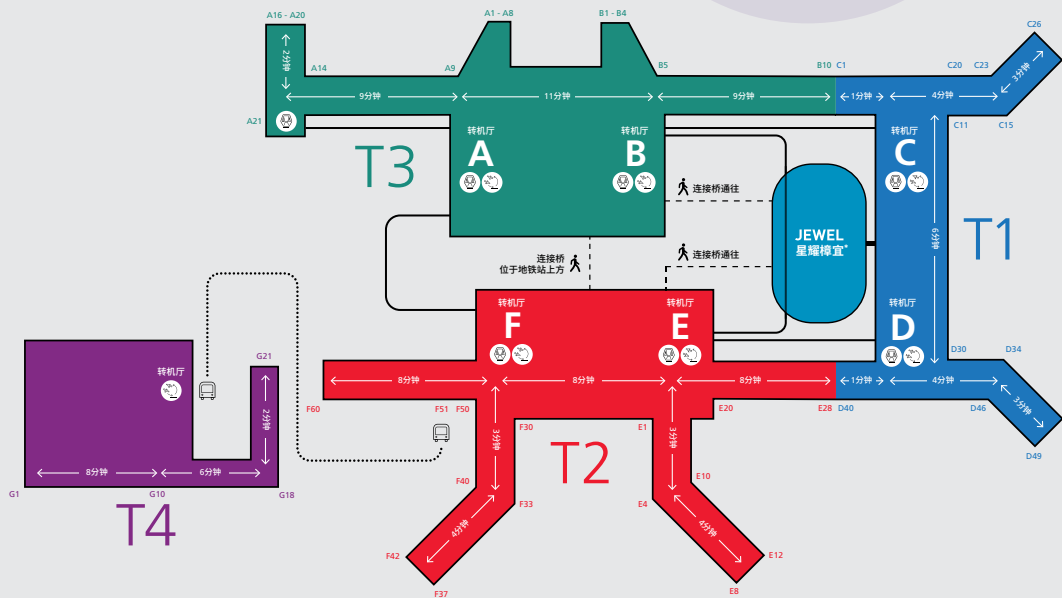 A16 - A20
A1 - A8
B1 - B4
C26
2分钟
A14
A9
B5
B10
C1
C20
C23
3分钟
9分钟
11分钟
9分钟
1分钟
4分钟
A21
C11
C15
转机厅
A
转机厅
B
转机厅
C
T3
连接桥通往
JEWEL
星耀樟宜*
6分钟
T1
连接桥
位于地铁站上方
连接桥通往
转机厅
F
转机厅
E
转机厅
D
G21
转机厅
D30
D34
8分钟
8分钟
8分钟
1分钟
4分钟
3分钟
F60
F51
F50
F30
E1
E20
E28
D40
D46
2分钟
3分钟
3分钟
T2
D49
8分钟
6分钟
F40
F33
E4
E10
G1
G10
G18
T4
4分钟
4分钟
F42
F37
E12
E8